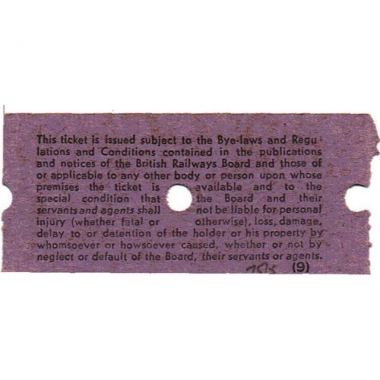 This ticket is issued subject to the Bye-laws and Regu
lations and Conditions contained in the publications
and notices of the British Railways Board and those of
or applicable to any other body or person upon whose
premises the ticket is available and to the
special condition that the Board and their
servants and agents shall not be liable for personal
injury (whether fatal or otherwise), loss, damage,
delay to or detention of the holder or his property by
whomsoever or howsoever caused, whether or not by
neglect or default of the Board, their servants or agents.
(9)